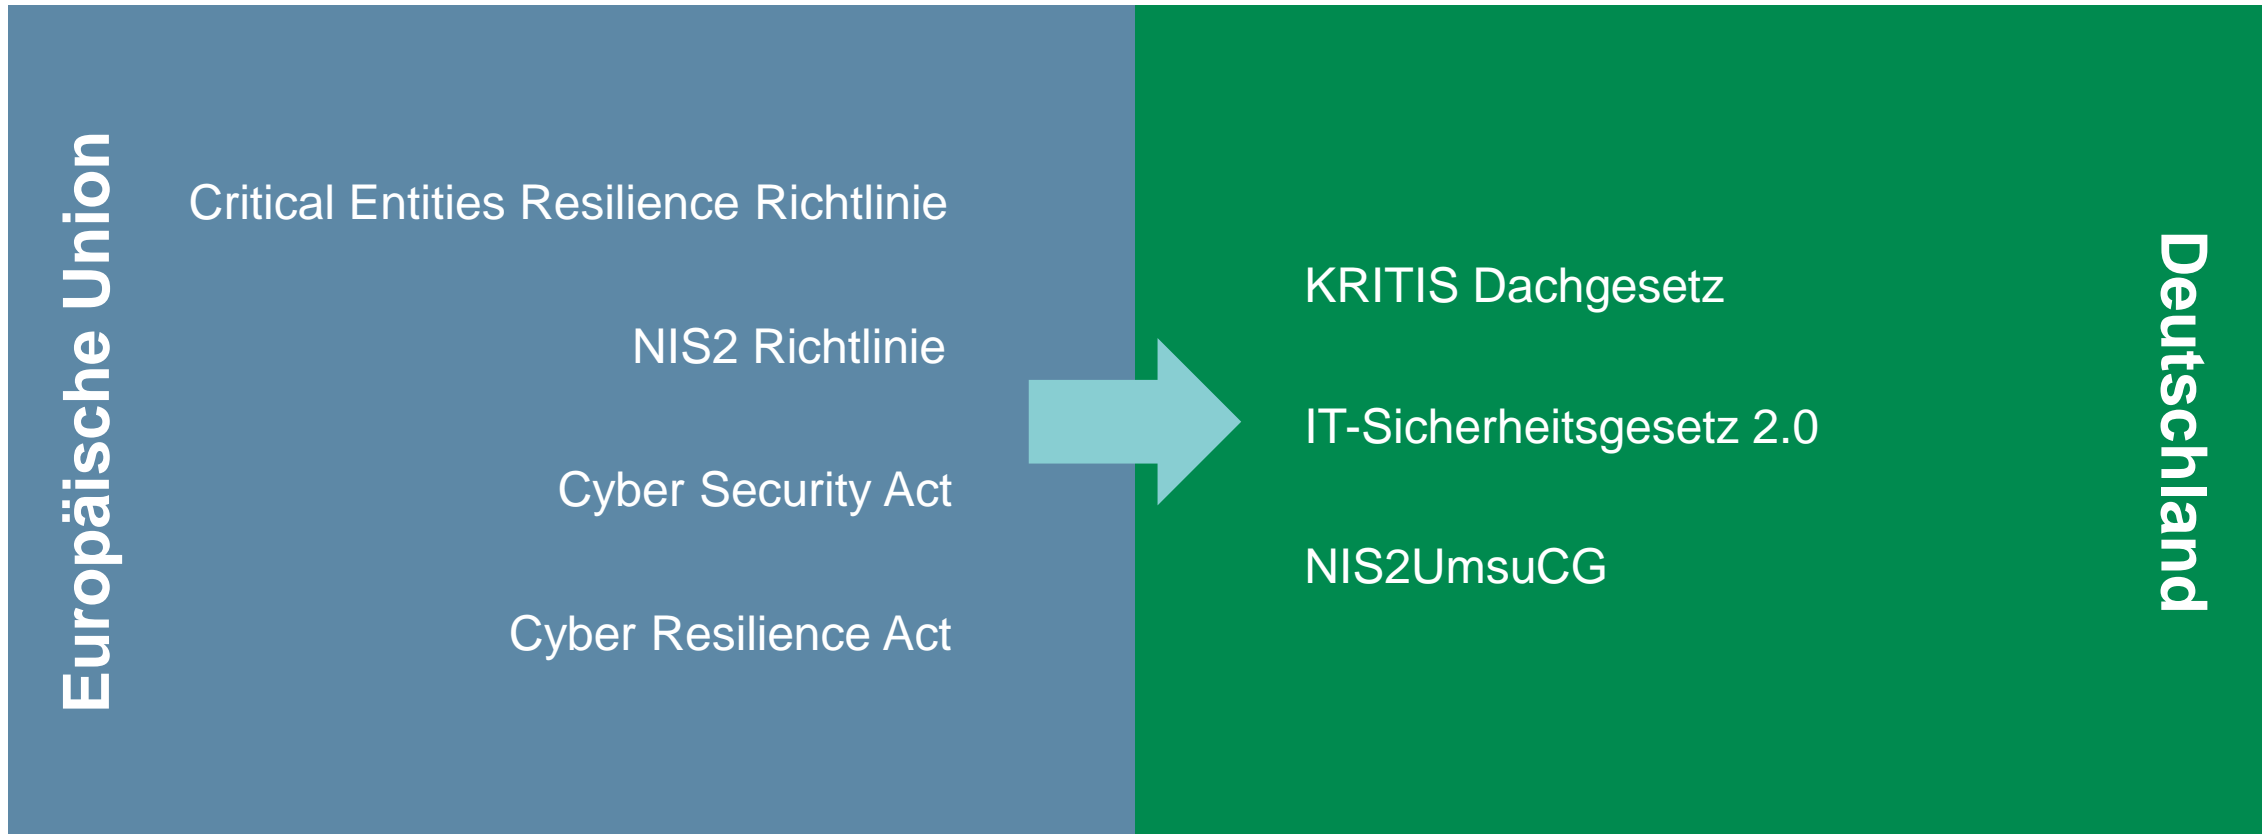 Europäische Union
Critical Entities Resilience Richtlinie
NIS2 Richtlinie
Cyber Security Act
Cyber Resilience Act
KRITIS Dachgesetz
IT-Sicherheitsgesetz 2.0
NIS2UmsuCG
Deutschland